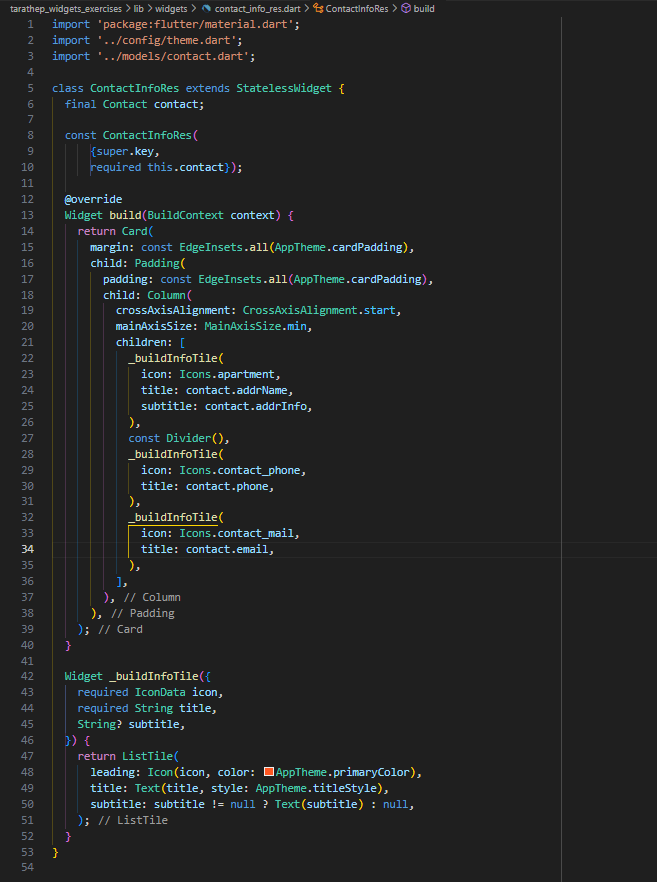 tarathep_widgets_exercises > lib > widgets > contact_info_res.dart > ContactInfoRes > build
1 import 'package:flutter/material.dart';
2 import '../config/theme.dart';
3 import '../models/contact.dart';
4
5 class ContactInfoRes extends StatelessWidget {
6   final Contact contact;
7
8   const ContactInfoRes(
9       {super.key,
10       required this.contact});
11
12   @override
13   Widget build(BuildContext context) {
14     return Card(
15       margin: const EdgeInsets.all(AppTheme.cardPadding),
16       child: Padding(
17         padding: const EdgeInsets.all(AppTheme.cardPadding),
18         child: Column(
19           crossAxisAlignment: CrossAxisAlignment.start,
20           mainAxisSize: MainAxisSize.min,
21           children: [
22             _buildInfoTile(
23               icon: Icons.apartment,
24               title: contact.addrName,
25               subtitle: contact.addrInfo,
26             ),
27             const Divider(),
28             _buildInfoTile(
29               icon: Icons.contact_phone,
30               title: contact.phone,
31             ),
32             _buildInfoTile(
33               icon: Icons.contact_mail,
34               title: contact.email,
35             ),
36           ],
37         ), // Column
38       ), // Padding
39     ); // Card
40   }
41
42   Widget _buildInfoTile({
43     required IconData icon,
44     required String title,
45     String? subtitle,
46   }) {
47     return ListTile(
48       leading: Icon(icon, color: AppTheme.primaryColor),
49       title: Text(title, style: AppTheme.titleStyle),
50       subtitle: subtitle != null ? Text(subtitle) : null,
51     ); // ListTile
52   }
53 }
54